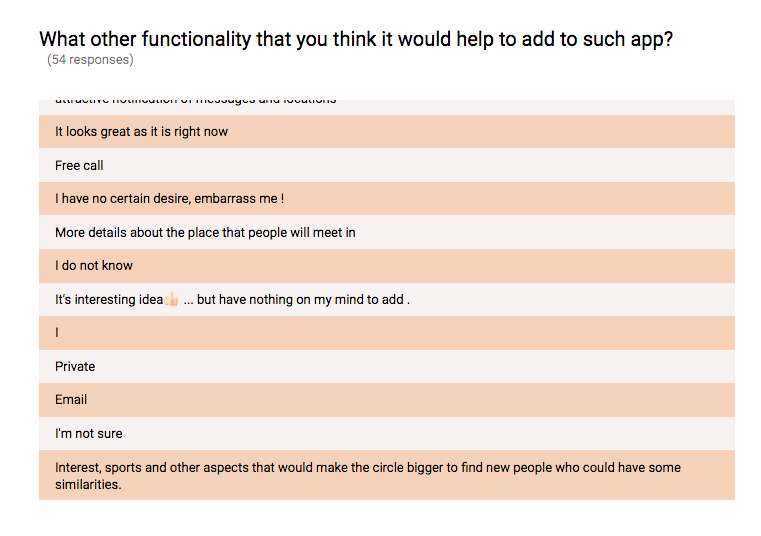 What other functionality that you think it would help to add to such app?
(54 responses)
attractive notification of messages and locations
It looks great as it is right now
Free call
I have no certain desire, embarrass me !
More details about the place that people will meet in
I do not know
It's interesting idea👍🏻 ... but have nothing on my mind to add .
I
Private
Email
I'm not sure
Interest, sports and other aspects that would make the circle bigger to find new people who could have some
similarities.